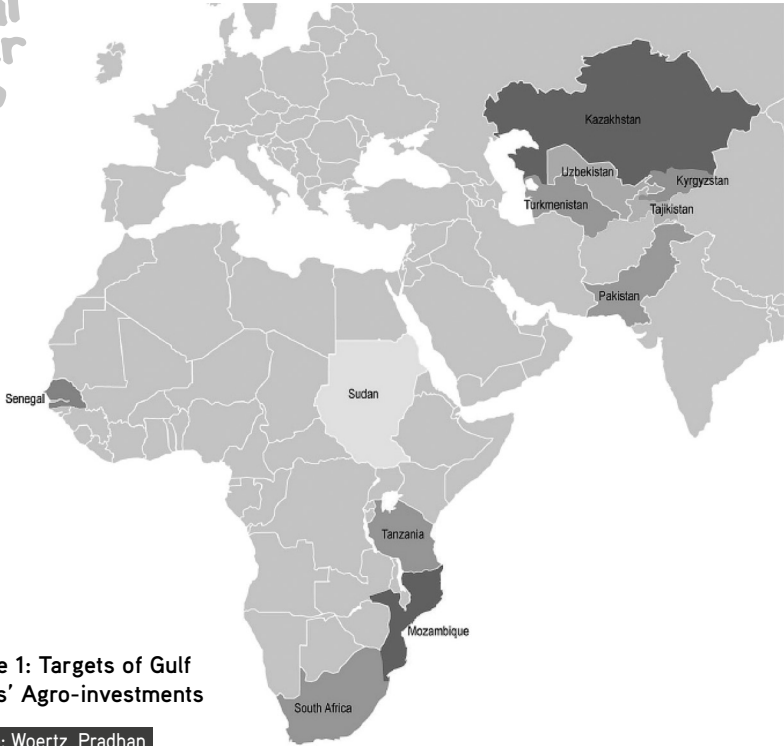 Kazakhstan
Uzbekistan
Kyrgyzstan
Turkmenistan
Tajikistan
Pakistan
Senegal
Sudan
Tanzania
Mozambique
South Africa
e 1: Targets of Gulf
s' Agro-investments
: Woertz, Pradhan